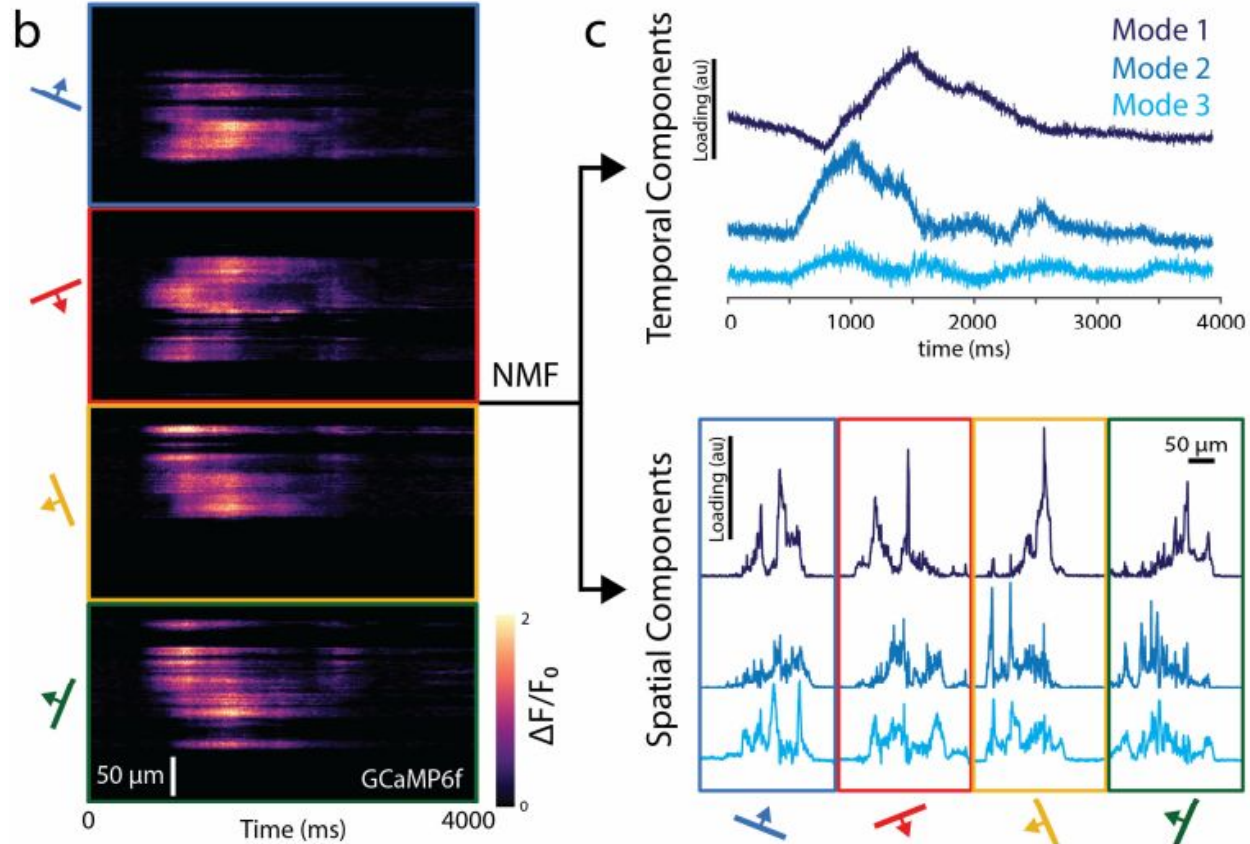 b
50 µm
GCaMP6f
2
ΔF/F₀
0
0
Time (ms)
4000
NMF
c
Mode 1
Mode 2
Mode 3
Temporal Components
Loading (au)
0
1000
2000
3000
4000
time (ms)
Spatial Components
Loading (au)
50 µm